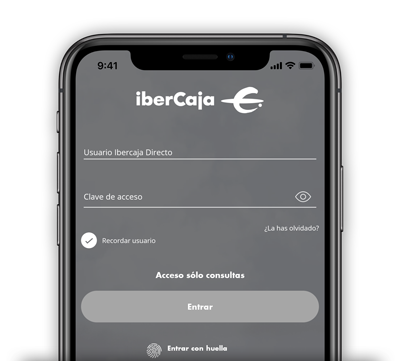 9:41
iberCaja
Usuario Ibercaja Directo
Clave de acceso
¿La has olvidado?
Recordar usuario
Acceso sólo consultas
Entrar
Entrar con huella